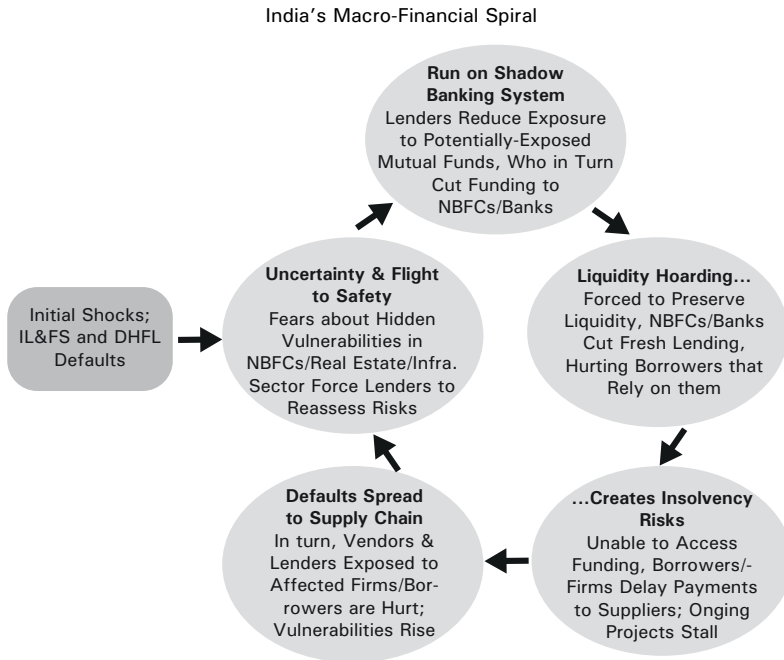 India’s Macro-Financial Spiral
Run on Shadow
Banking System
Lenders Reduce Exposure
to Potentially-Exposed
Mutual Funds, Who in Turn
Cut Funding to
NBFCs/Banks
Uncertainty & Flight
to Safety
Fears about Hidden
Vulnerabilities in
NBFCs/Real Estate/Infra.
Sector Force Lenders to
Reassess Risks
Liquidity Hoarding...
Forced to Preserve
Liquidity, NBFCs/Banks
Cut Fresh Lending,
Hurting Borrowers that
Rely on them
Initial Shocks;
IL&FS and DHFL
Defaults
Defaults Spread
to Supply Chain
In turn, Vendors &
Lenders Exposed to
Affected Firms/Bor-
rowers are Hurt;
Vulnerabilities Rise
...Creates Insolvency
Risks
Unable to Access
Funding, Borrowers/-
Firms Delay Payments
to Suppliers; Onging
Projects Stall